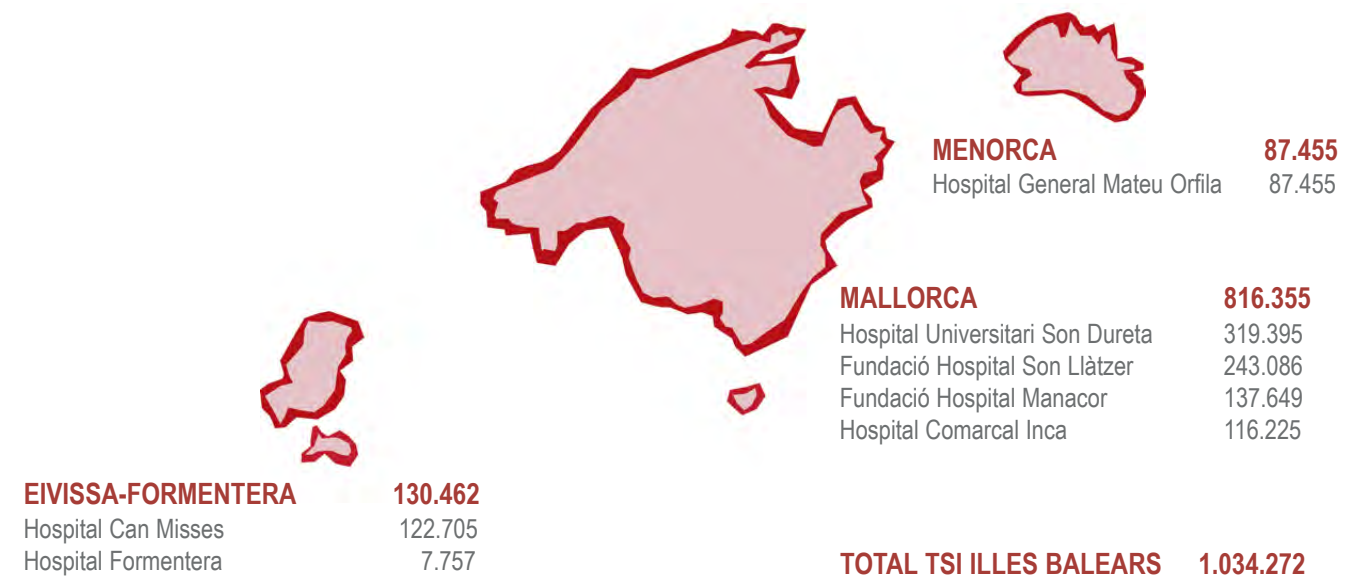 MENORCA 87.455
Hospital General Mateu Orfila 87.455
MALLORCA 816.355
Hospital Universitari Son Dureta 319.395
Fundació Hospital Son Llàtzer 243.086
Fundació Hospital Manacor 137.649
Hospital Comarcal Inca 116.225
EIVISSA-FORMENTERA 130.462
Hospital Can Misses 122.705
Hospital Formentera 7.757
TOTAL TSI ILLES BALEARS 1.034.272